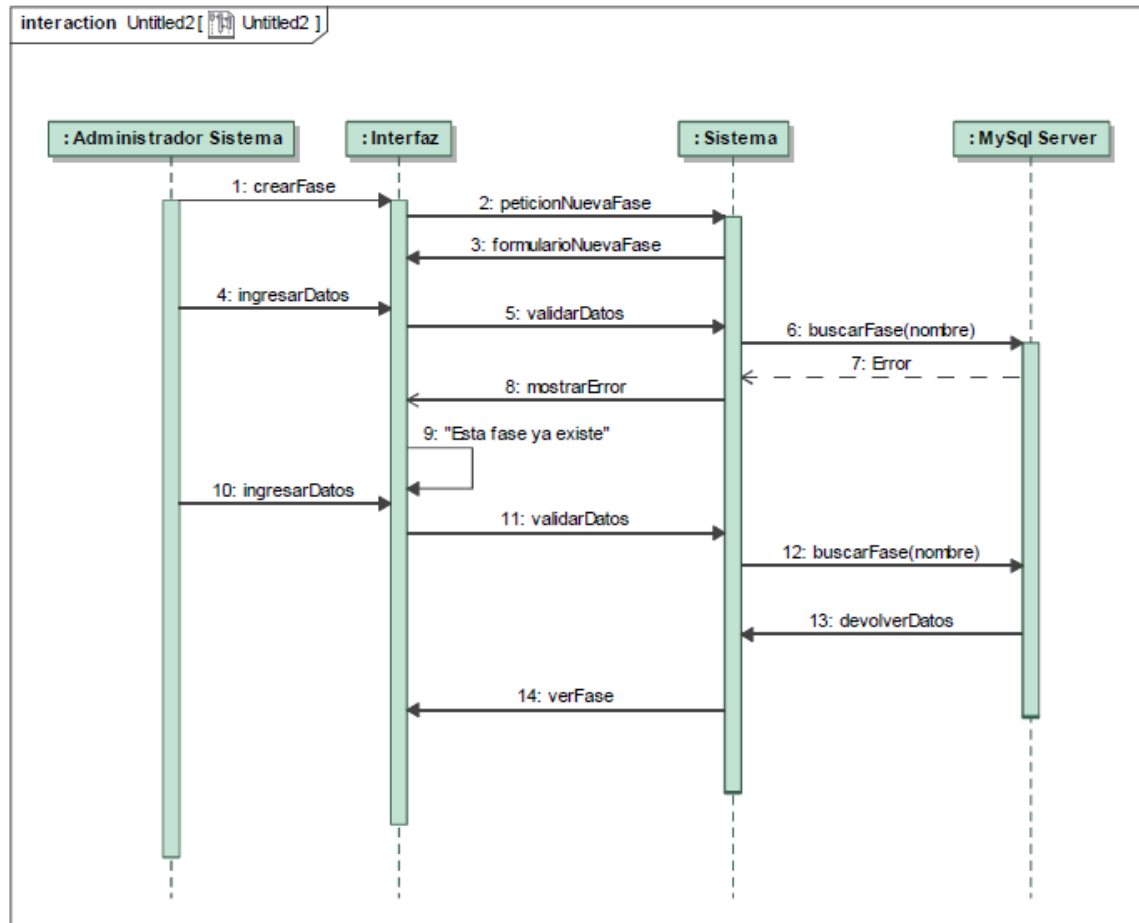 interaction Untitled2[ Untitled2 ]
: Administrador Sistema
: Interfaz
: Sistema
: MySql Server
1: crearFase
2: peticionNuevaFase
3: formularioNuevaFase
4: ingresarDatos
5: validarDatos
6: buscarFase(nombre)
7: Error
8: mostrarError
9: "Esta fase ya existe"
10: ingresarDatos
11: validarDatos
12: buscarFase(nombre)
13: devolverDatos
14: verFase